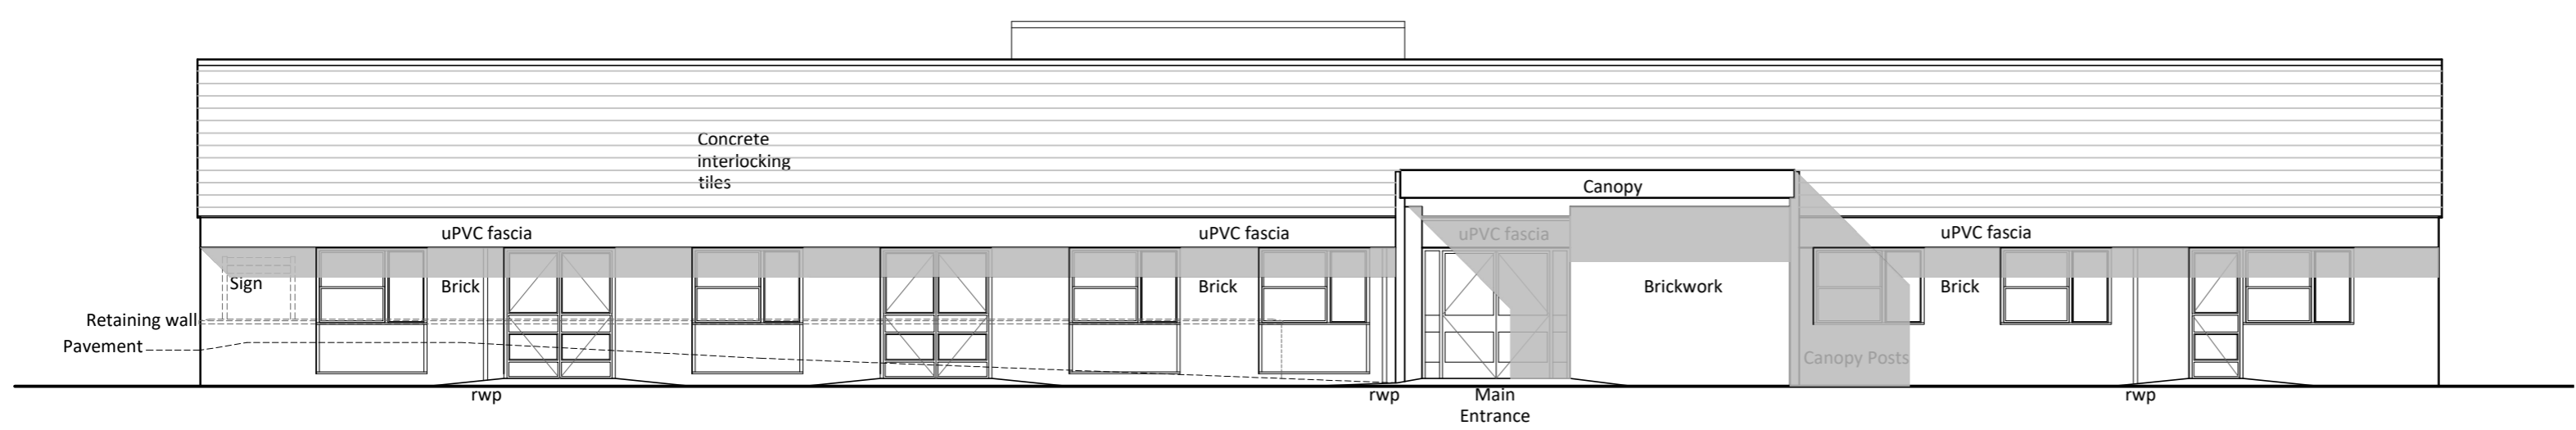 Concrete
interlocking
tiles
Canopy
uPVC fascia
uPVC fascia
uPVC fascia
uPVC fascia
Sign
Brick
Brick
Brickwork
Brick
Retaining wall
Pavement
Canopy Posts
rwp
rwp
Main
Entrance
rwp